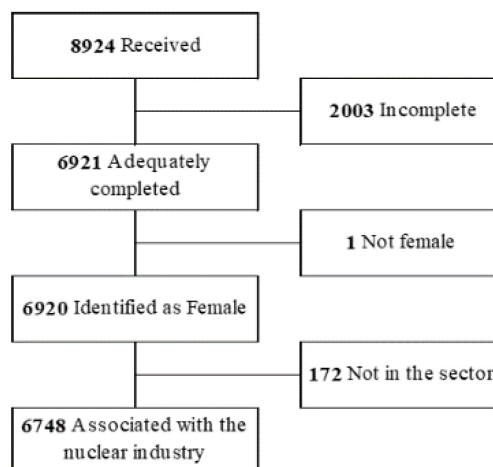 8924 Received
2003 Incomplete
6921 Adequately
completed
1 Not female
6920 Identified as Female
172 Not in the sector
6748 Associated with the
nuclear industry